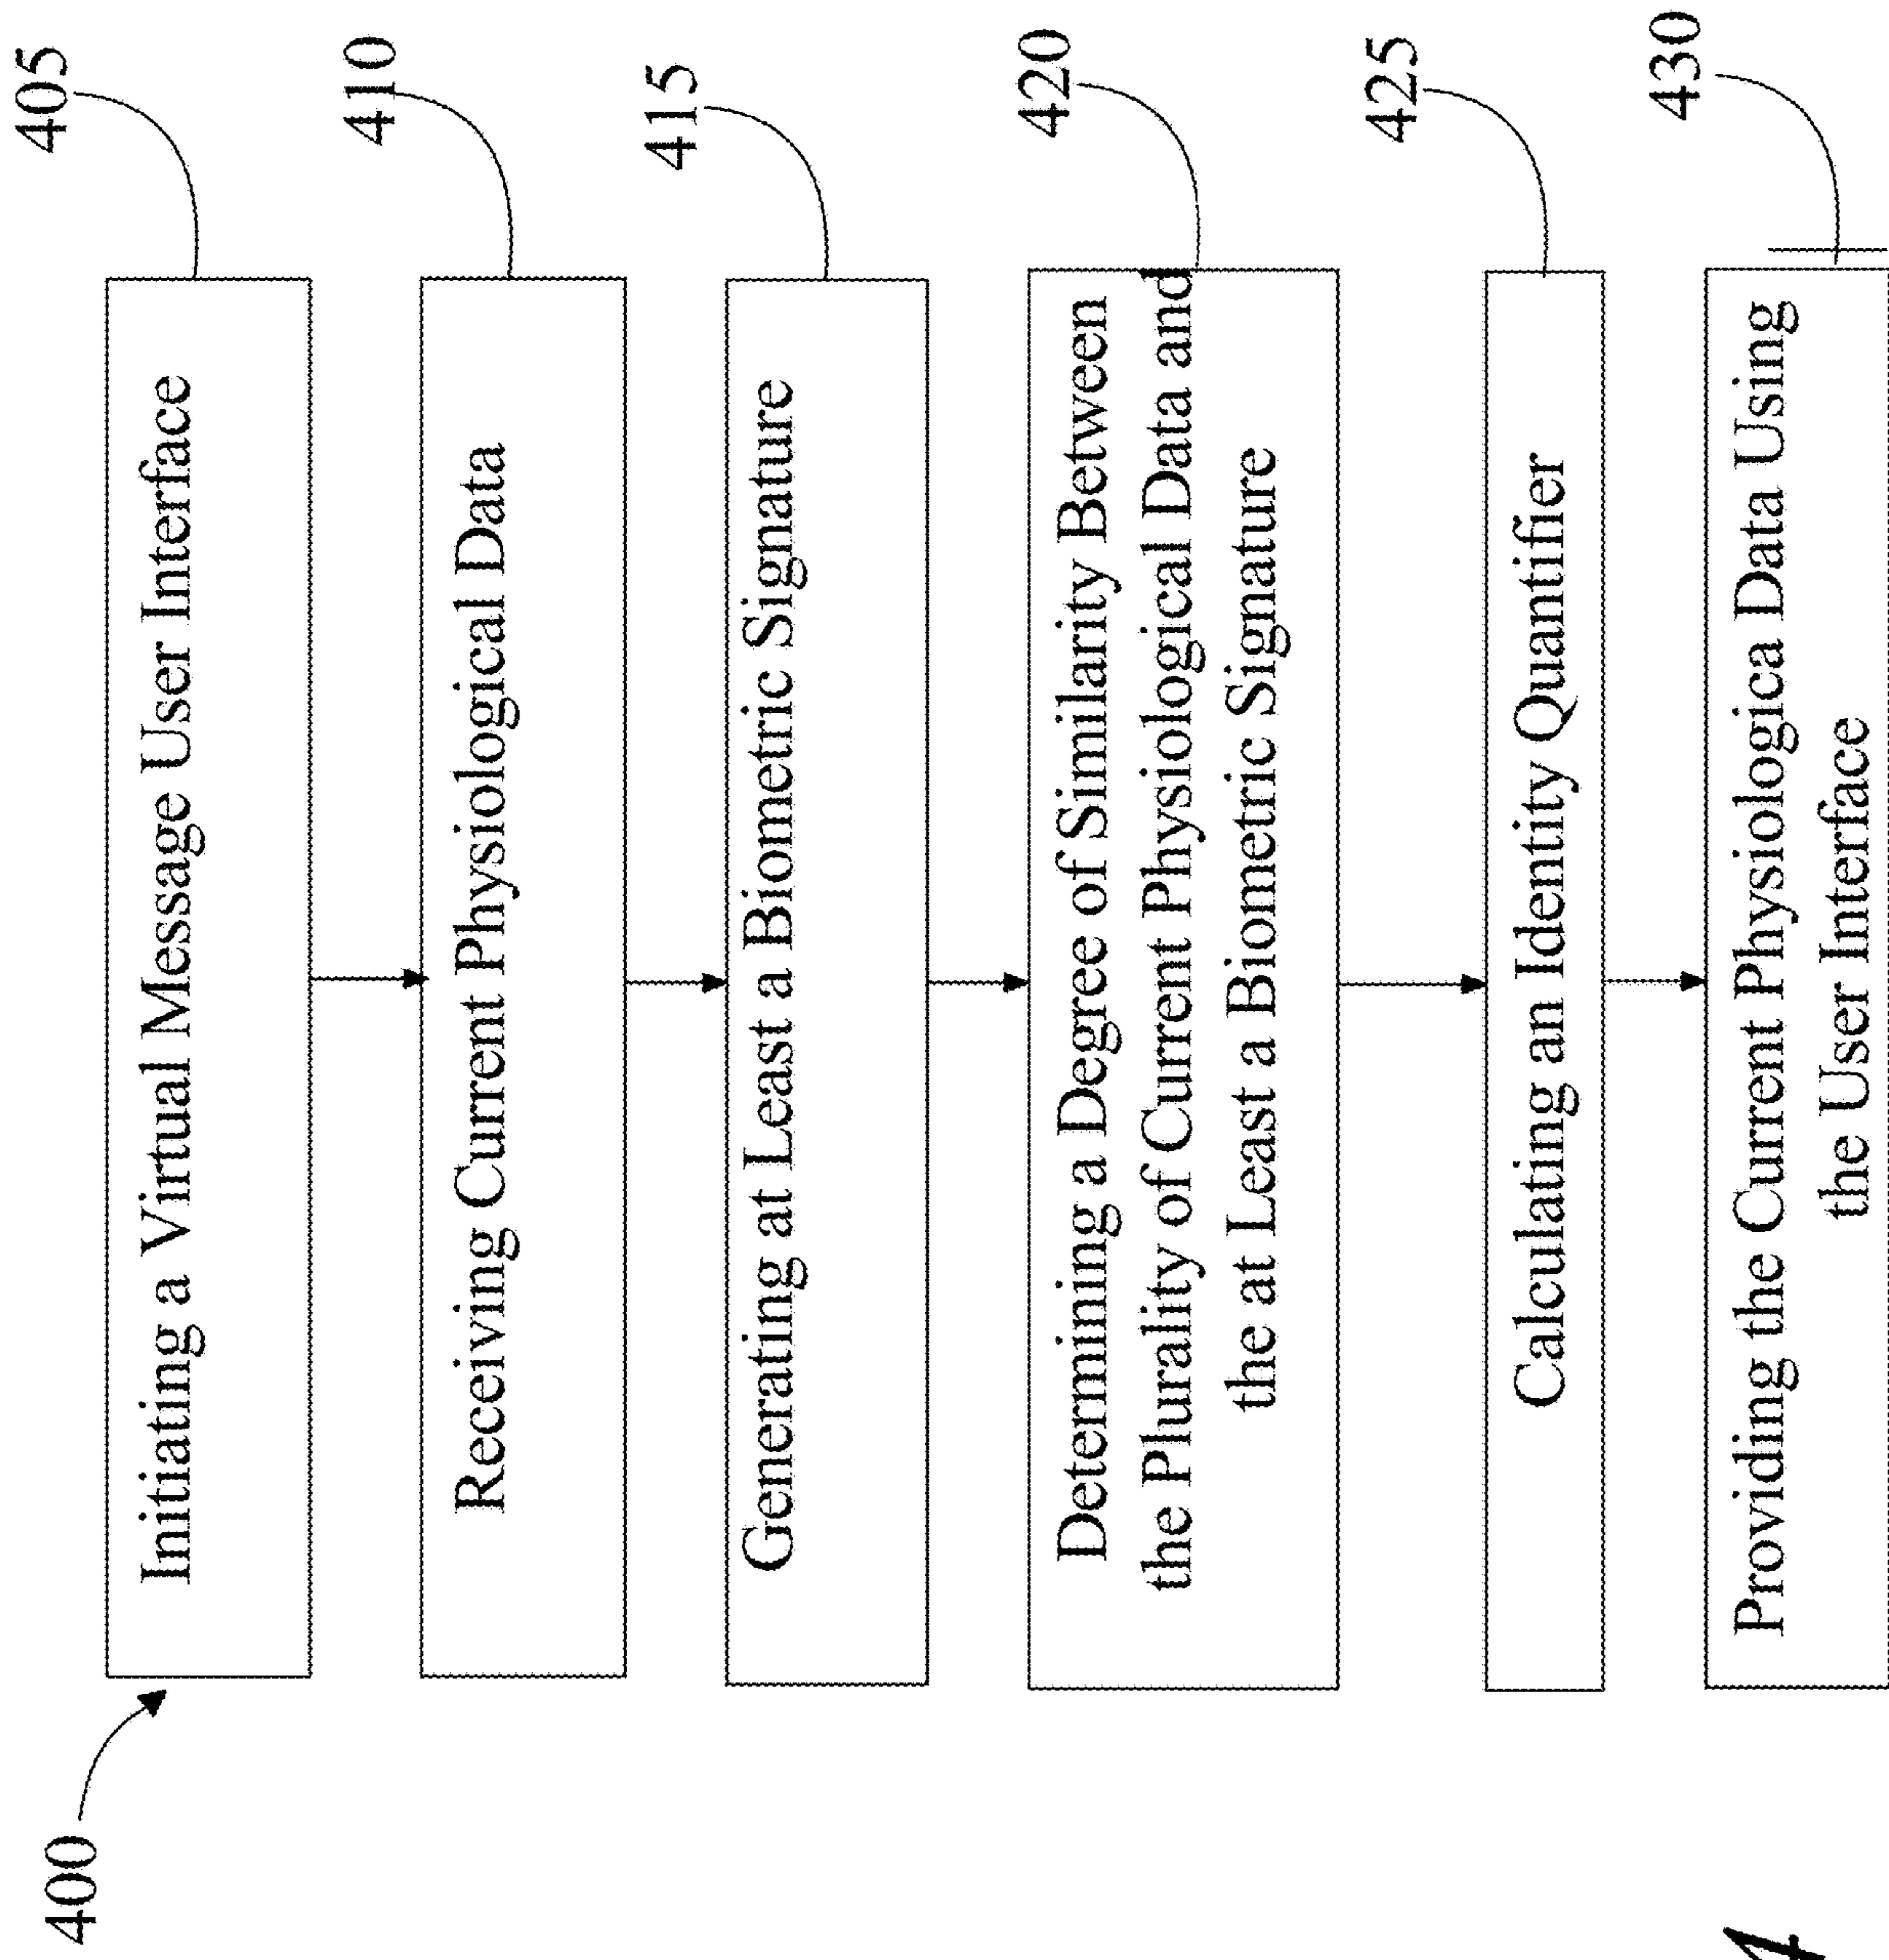 400
405
Initiating a Virtual Message User Interface
410
Receiving Current Physiological Data
415
Generating at Least a Biometric Signature
420
Determining a Degree of Similarity Between
the Plurality of Current Physiological Data and
the at Least a Biometric Signature
425
Calculating an Identity Quantifier
430
Providing the Current Physiologica Data Using
the User Interface
4